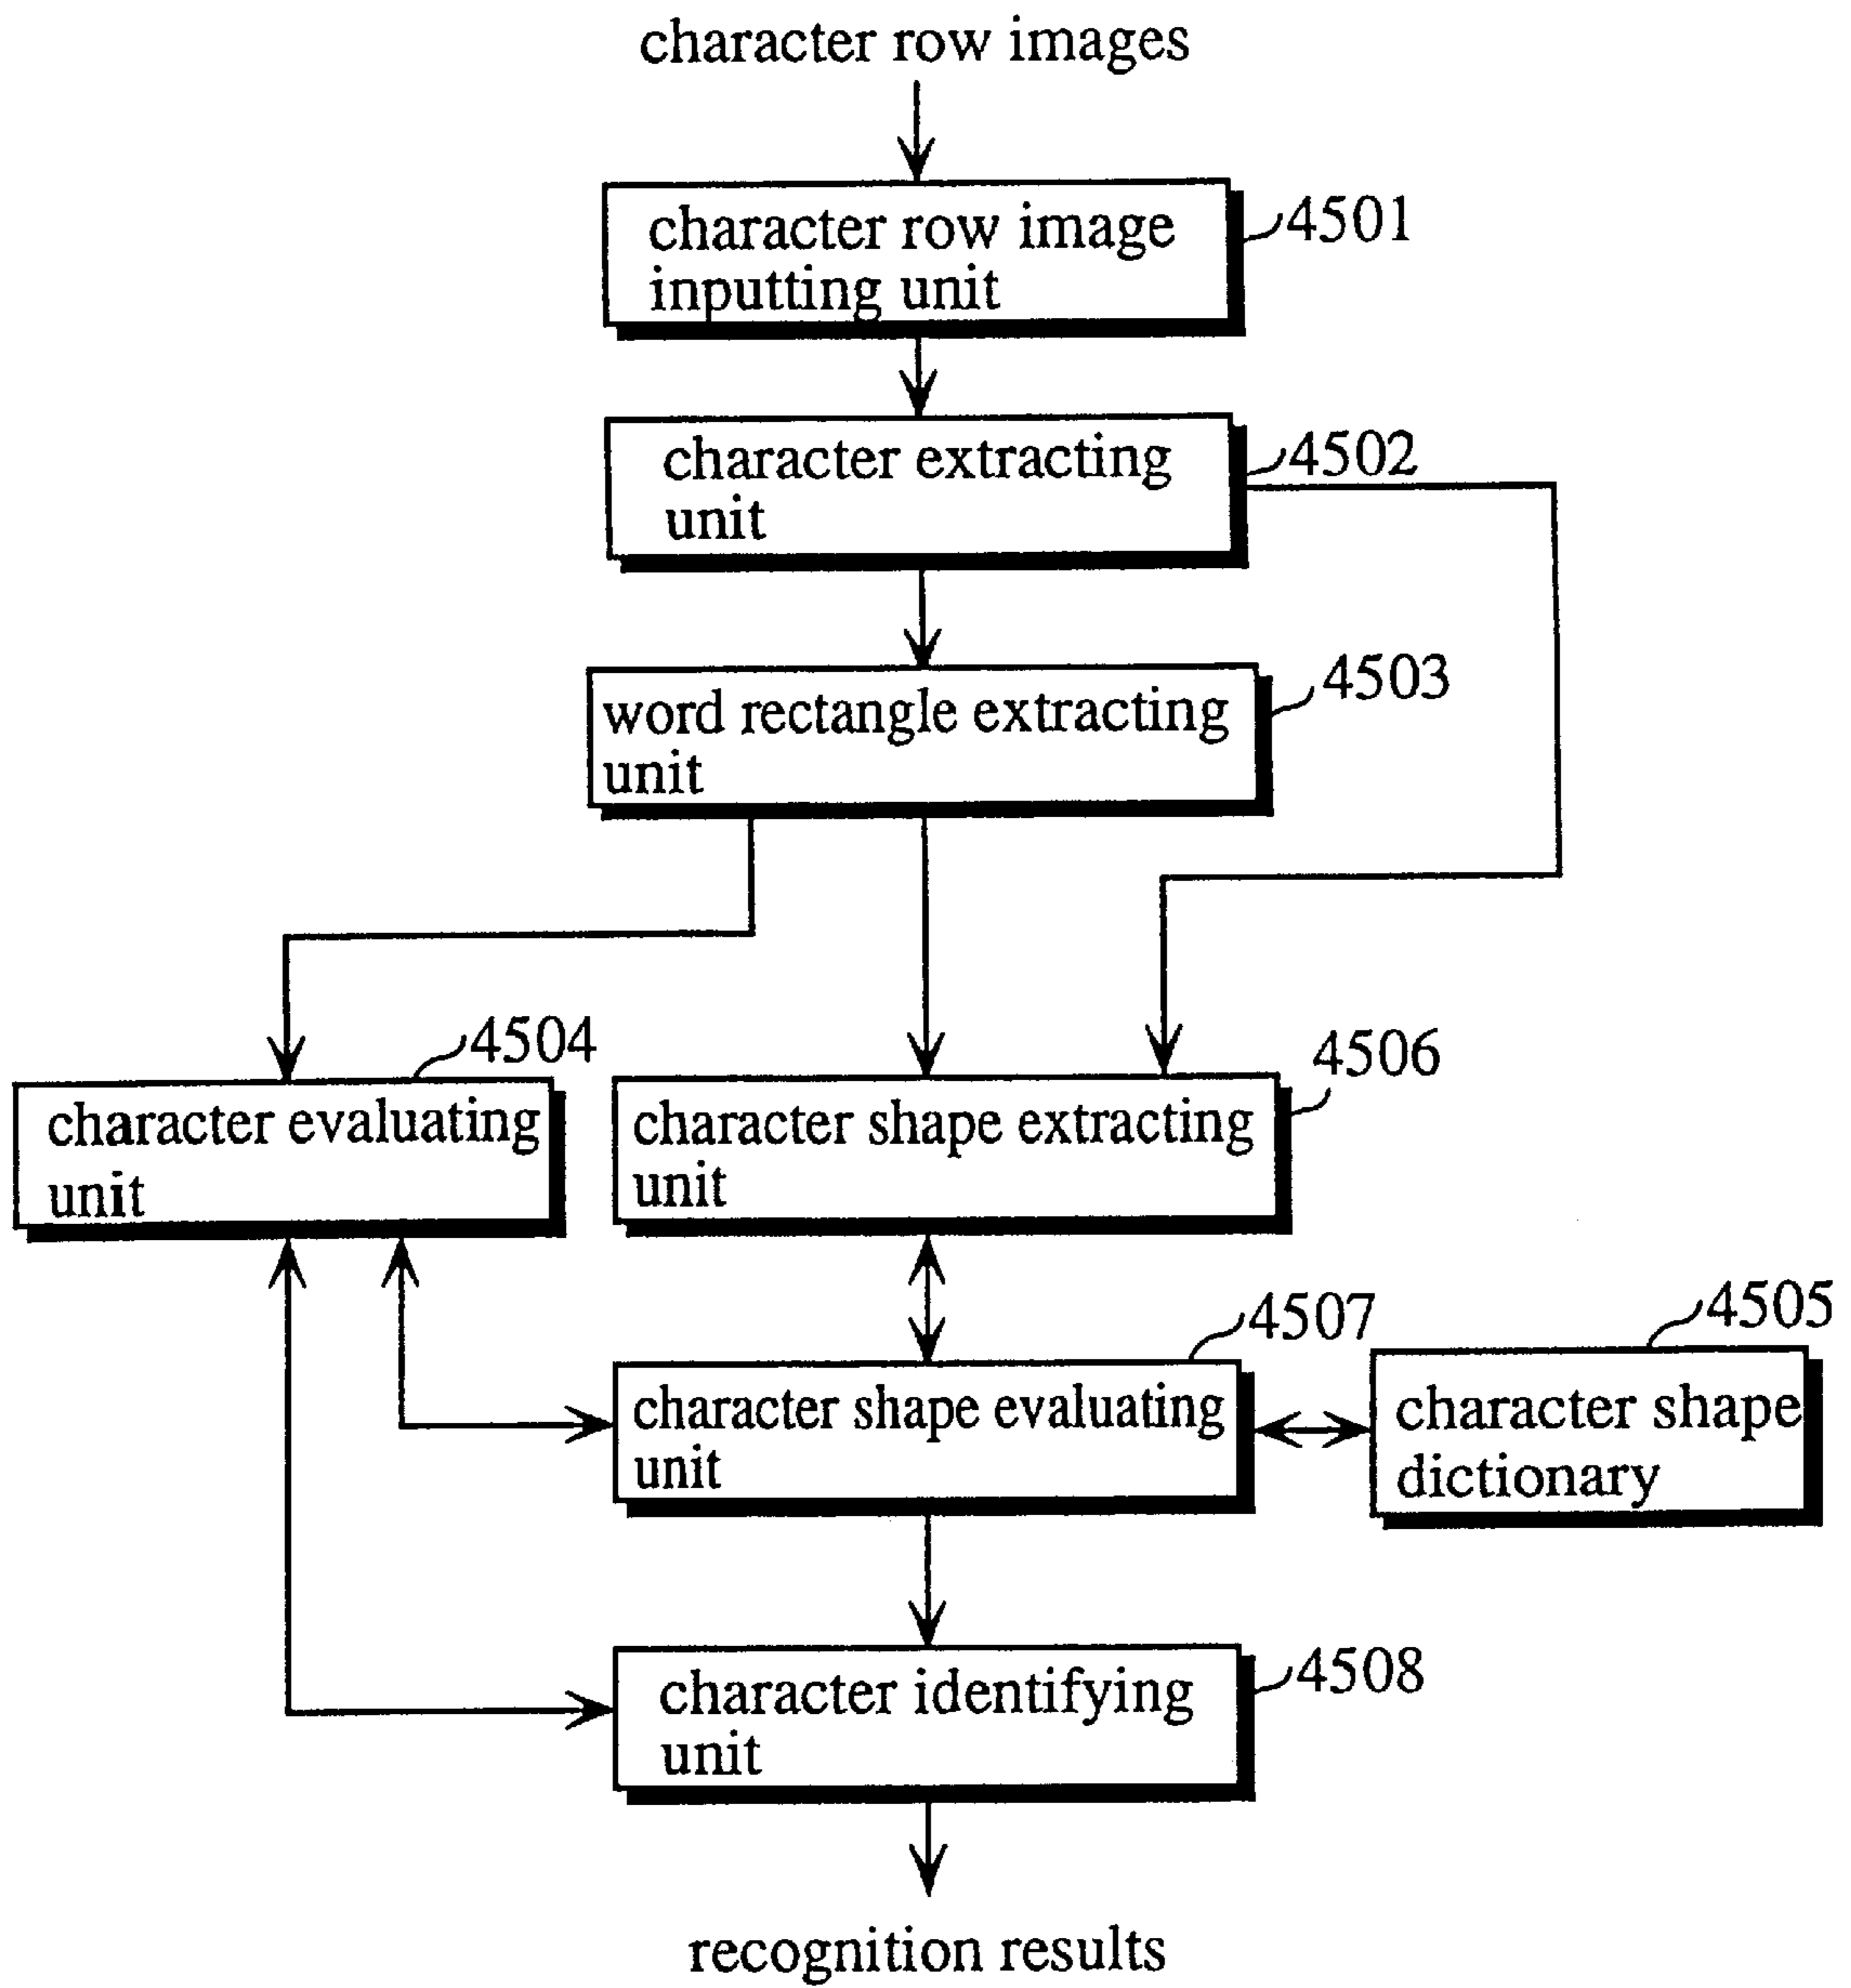 character row images
character row image
inputting unit
4501
character extracting
unit
4502
word rectangle extracting
unit
4503
character evaluating
unit
4504
character shape extracting
unit
4506
character shape evaluating
unit
4507
character shape
dictionary
4505
character identifying
unit
4508
recognition results